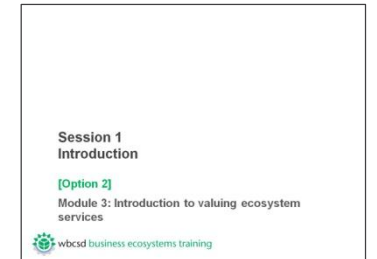 Session 1
Introduction
[Option 2]
Module 3: Introduction to valuing ecosystem
services
wbcsd business ecosystems training